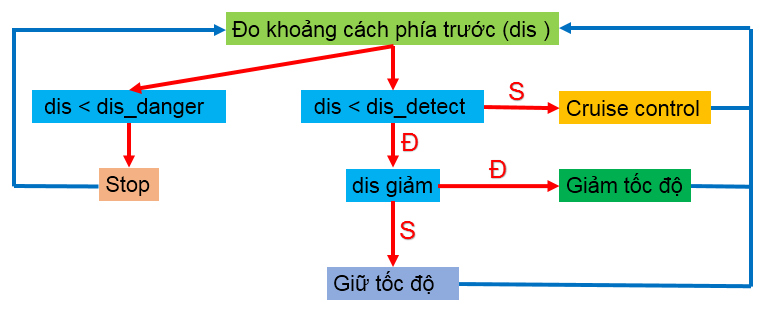 Đo khoảng cách phía trước (dis )
dis < dis_danger
dis < dis_detect
S
Cruise control
Đ
Stop
dis giảm
Đ
Giảm tốc độ
S
Giữ tốc độ